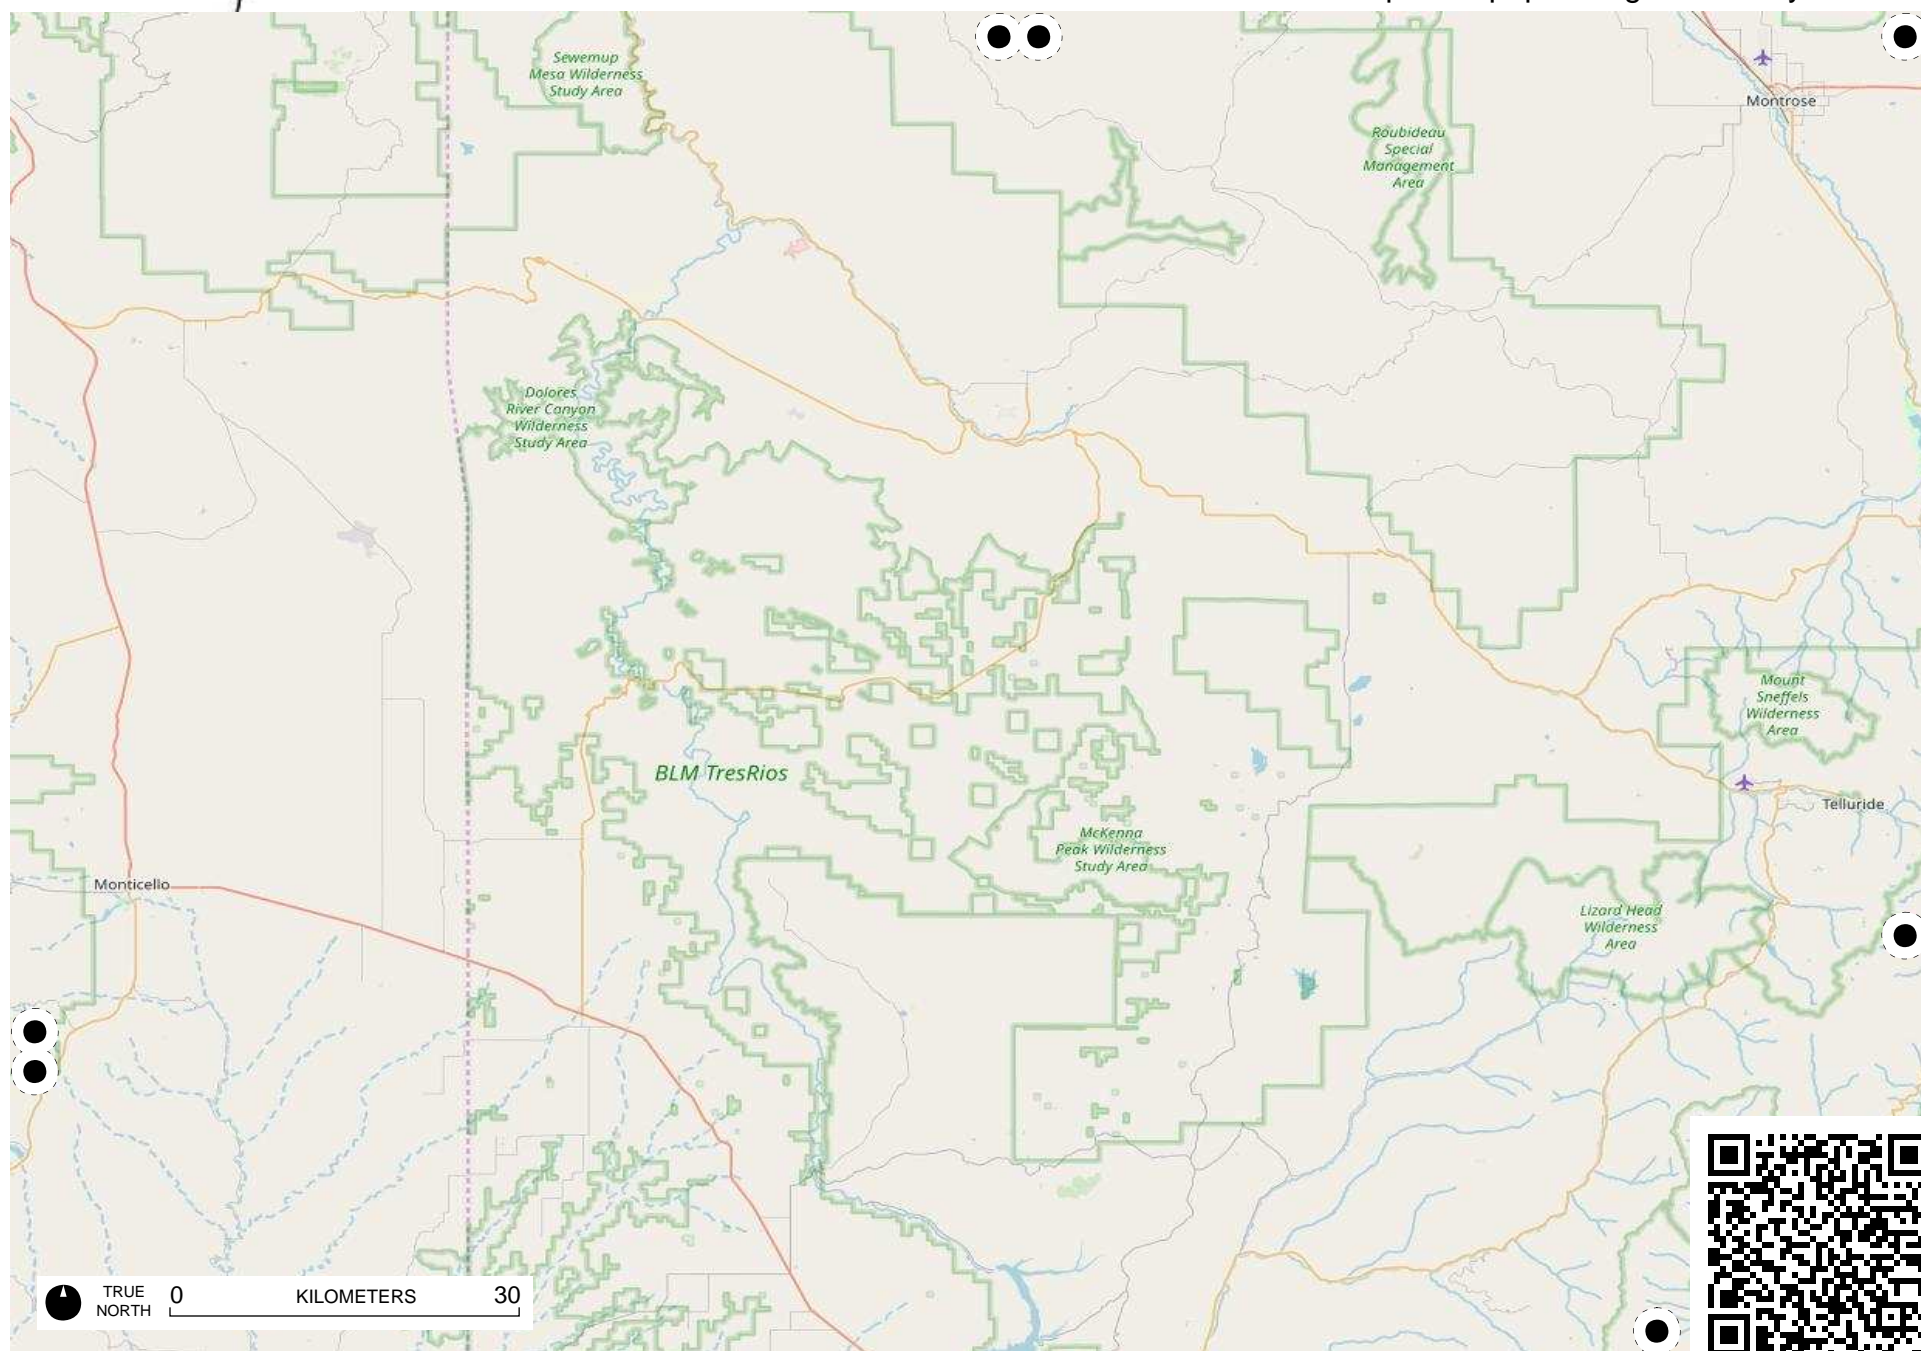 Sewemup
Mesa Wilderness
Study Area
Montrose
Roubideau
Special
Management
Area
Dolores
River Canyon
Wilderness
Study Area
Mount
Sneffels
Wilderness
Area
BLM TresRios
Telluride
McKenna
Peak Wilderness
Study Area
Monticello
Lizard Head
Wilderness
Area
TRUE
NORTH
0 KILOMETERS 30